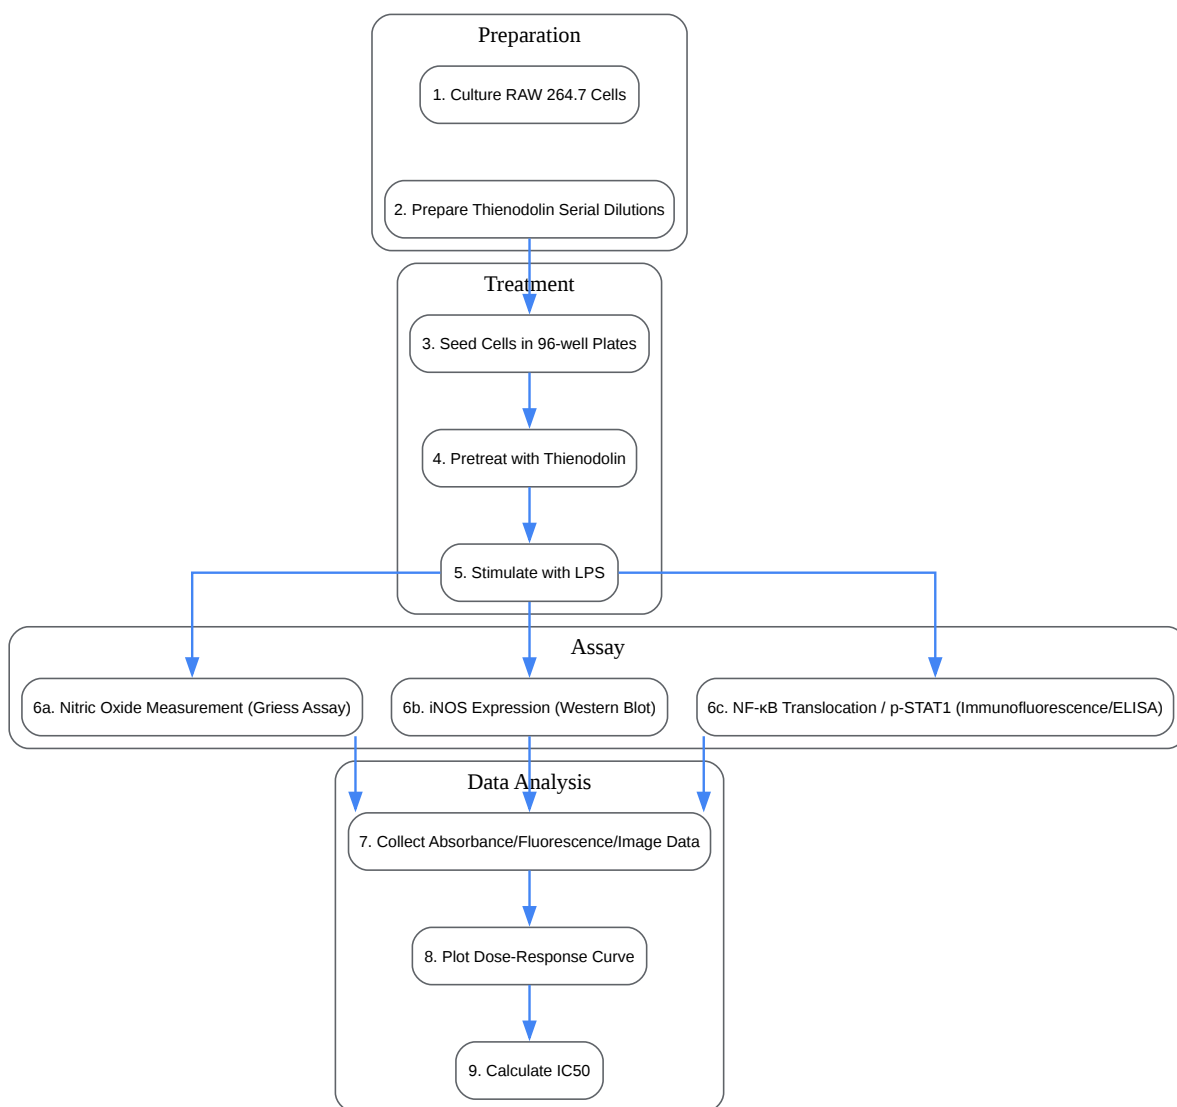 Preparation
1. Culture RAW 264.7 Cells
2. Prepare Thienodolin Serial Dilutions
Treatment
3. Seed Cells in 96-well Plates
4. Pretreat with Thienodolin
5. Stimulate with LPS
Assay
6a. Nitric Oxide Measurement (Griess Assay)
6b. iNOS Expression (Western Blot)
6c. NF-κB Translocation / p-STAT1 (Immunofluorescence/ELISA)
Data Analysis
7. Collect Absorbance/Fluorescence/Image Data
8. Plot Dose-Response Curve
9. Calculate IC50